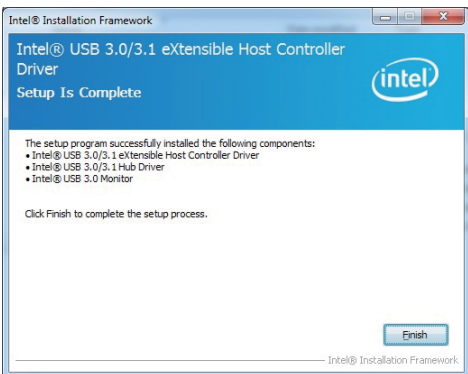 Intel® Installation Framework
Intel® USB 3.0/3.1 eXtensible Host Controller
Driver
Setup Is Complete
intel®
The setup program successfully installed the following components:
• Intel® USB 3.0/3.1 eXtensible Host Controller Driver
• Intel® USB 3.0/3.1 Hub Driver
• Intel® USB 3.0 Monitor
Click Finish to complete the setup process.
Finish
Intel® Installation Framework